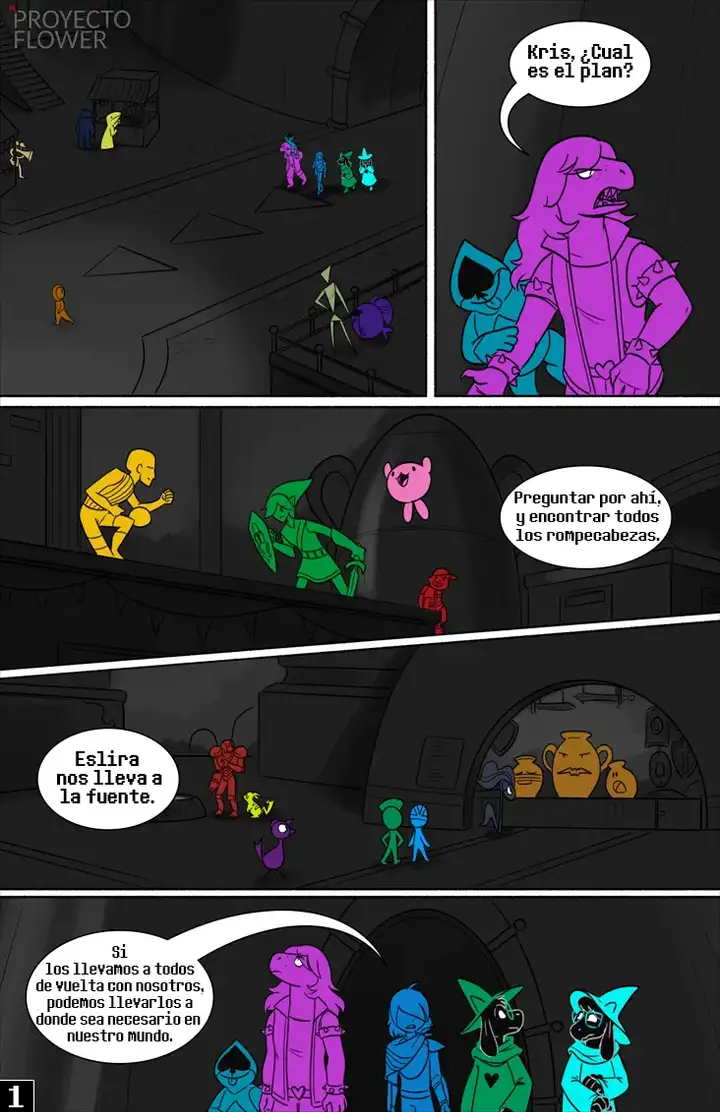 PROYECTO
FLOWER
Kris, ¿Cual
es el plan?
Preguntar por ahí,
y encontrar todos
los rompecabezas.
Eslira
nos lleva a
la fuente.
Si
los llevamos a todos
de vuelta con nosotros,
podemos llevarlos a
donde sea necesario en
nuestro mundo.
1